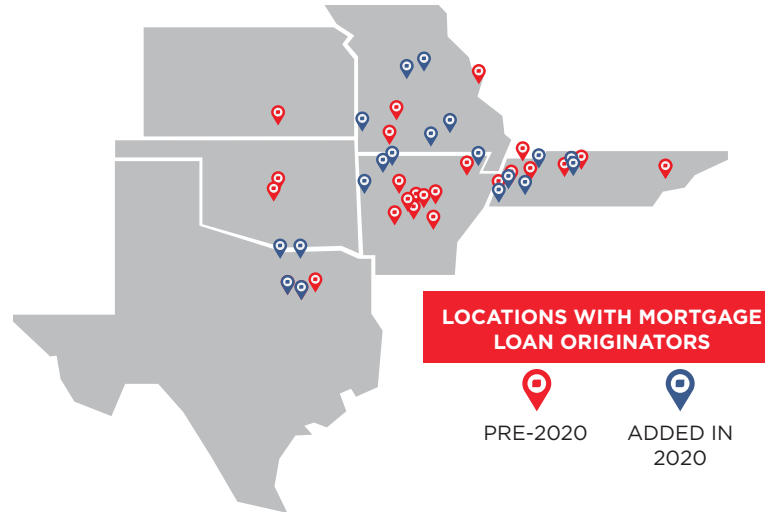 LOCATIONS WITH MORTGAGE
LOAN ORIGINATORS
PRE-2020
ADDED IN
2020